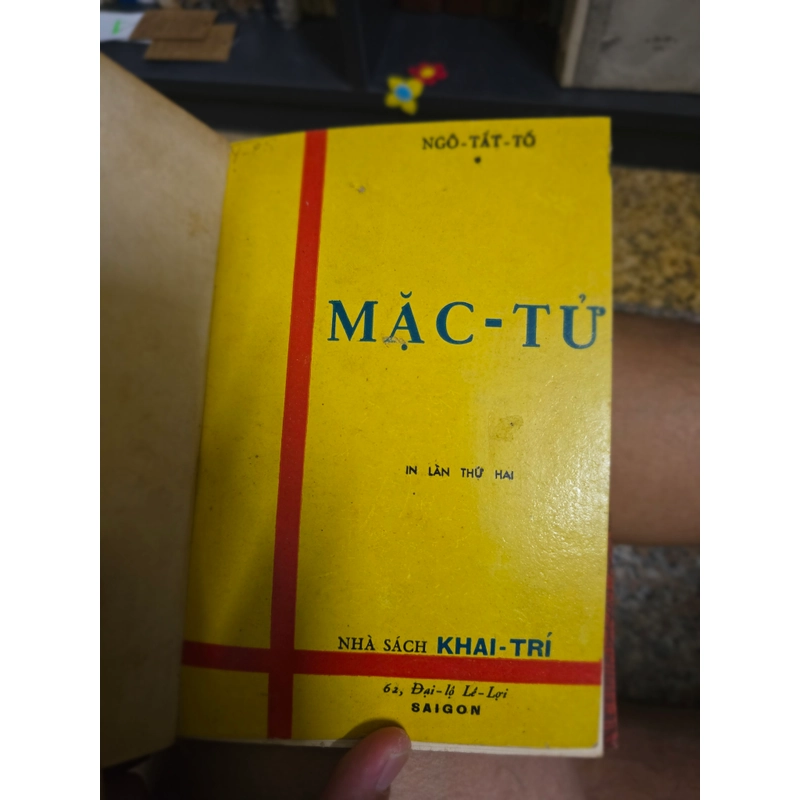 NGÔ-TẤT-TỐ
MẶC-TỬ
IN LẦN THỨ HAI
NHÀ SÁCH KHAI-TRÍ
62, Đại-lộ Lê-Lợi
SAIGON